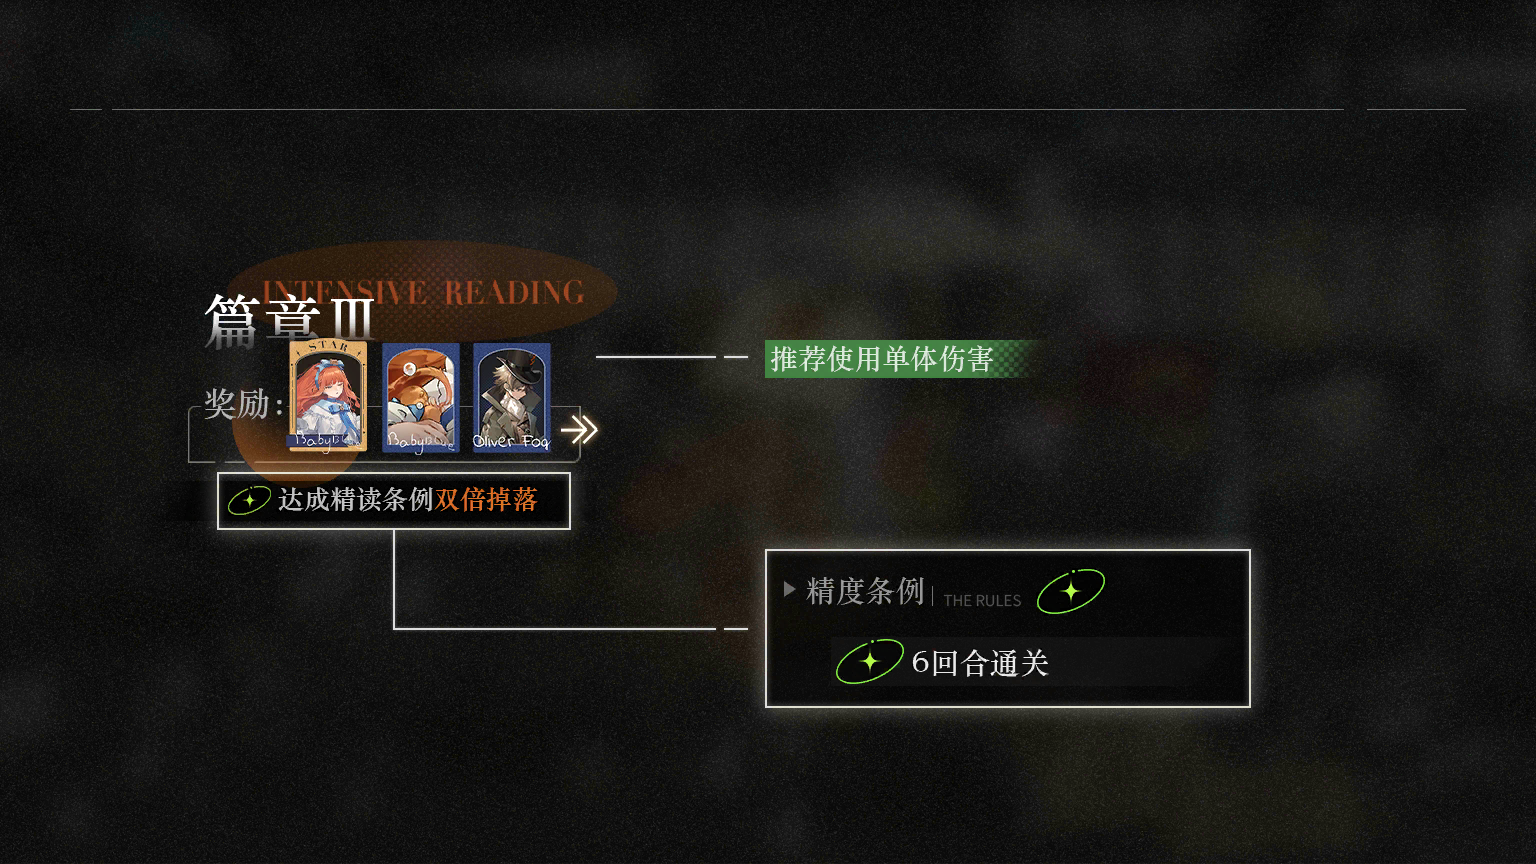 INTENSIVE READING
篇章Ⅲ
STAR
推荐使用单体伤害
奖励:
BabyBlue
BabyBlue
Oliver Fog
达成精读条例双倍掉落
精度条例 THE RULES
6回合通关